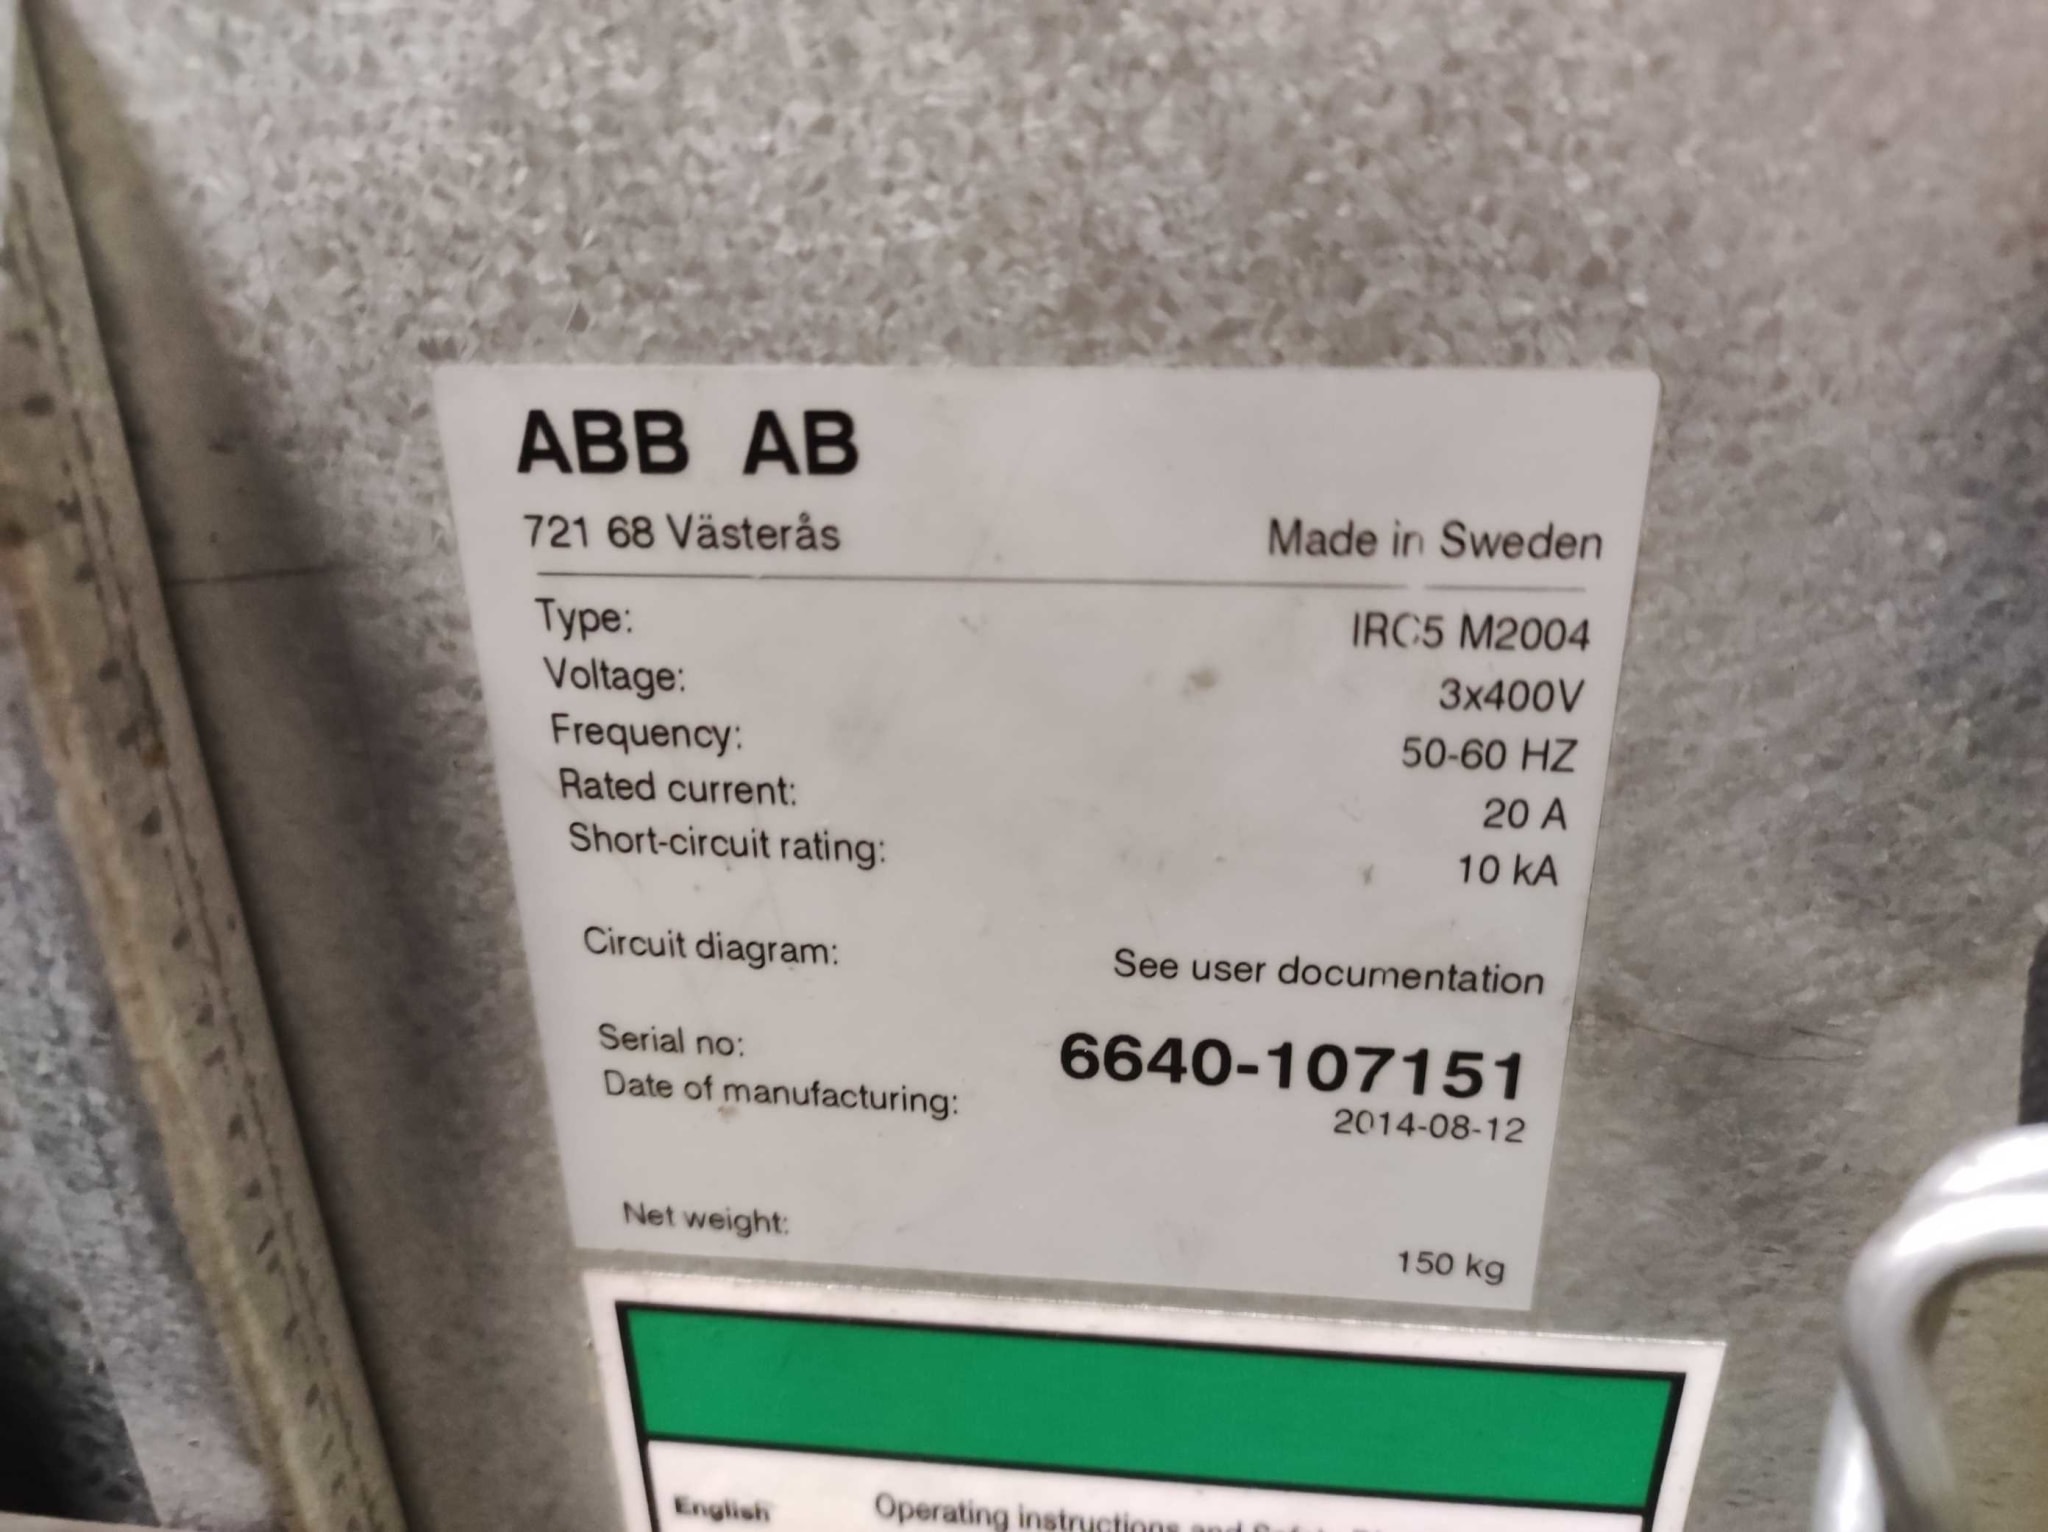 ABB AB
721 68 Västerås Made in Sweden
Type: IRC5 M2004
Voltage: 3x400V
Frequency: 50-60 HZ
Rated current: 20 A
Short-circuit rating: 10 kA
Circuit diagram: See user documentation
Serial no: 6640-107151
Date of manufacturing: 2014-08-12
Net weight: 150 kg
English Operating instructions and